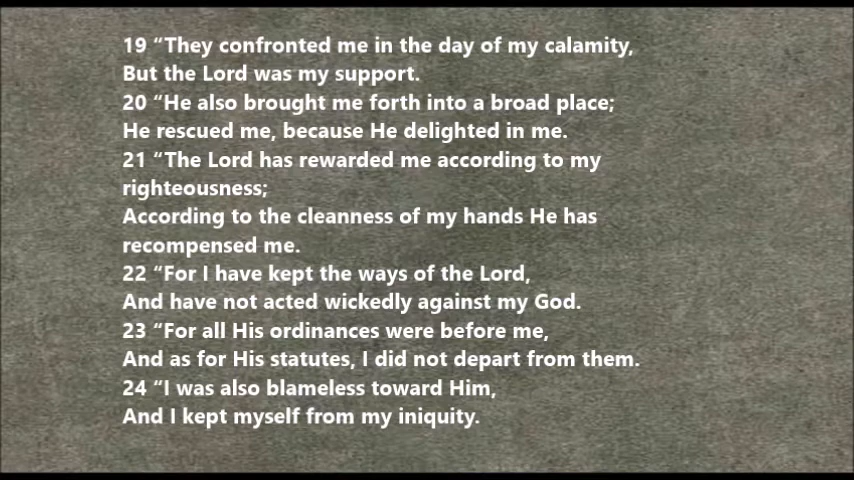 19 “They confronted me in the day of my calamity,
But the Lord was my support.
20 “He also brought me forth into a broad place;
He rescued me, because He delighted in me.
21 “The Lord has rewarded me according to my
righteousness;
According to the cleanness of my hands He has
recompensed me.
22 “For I have kept the ways of the Lord,
And have not acted wickedly against my God.
23 “For all His ordinances were before me,
And as for His statutes, I did not depart from them.
24 “I was also blameless toward Him,
And I kept myself from my iniquity.